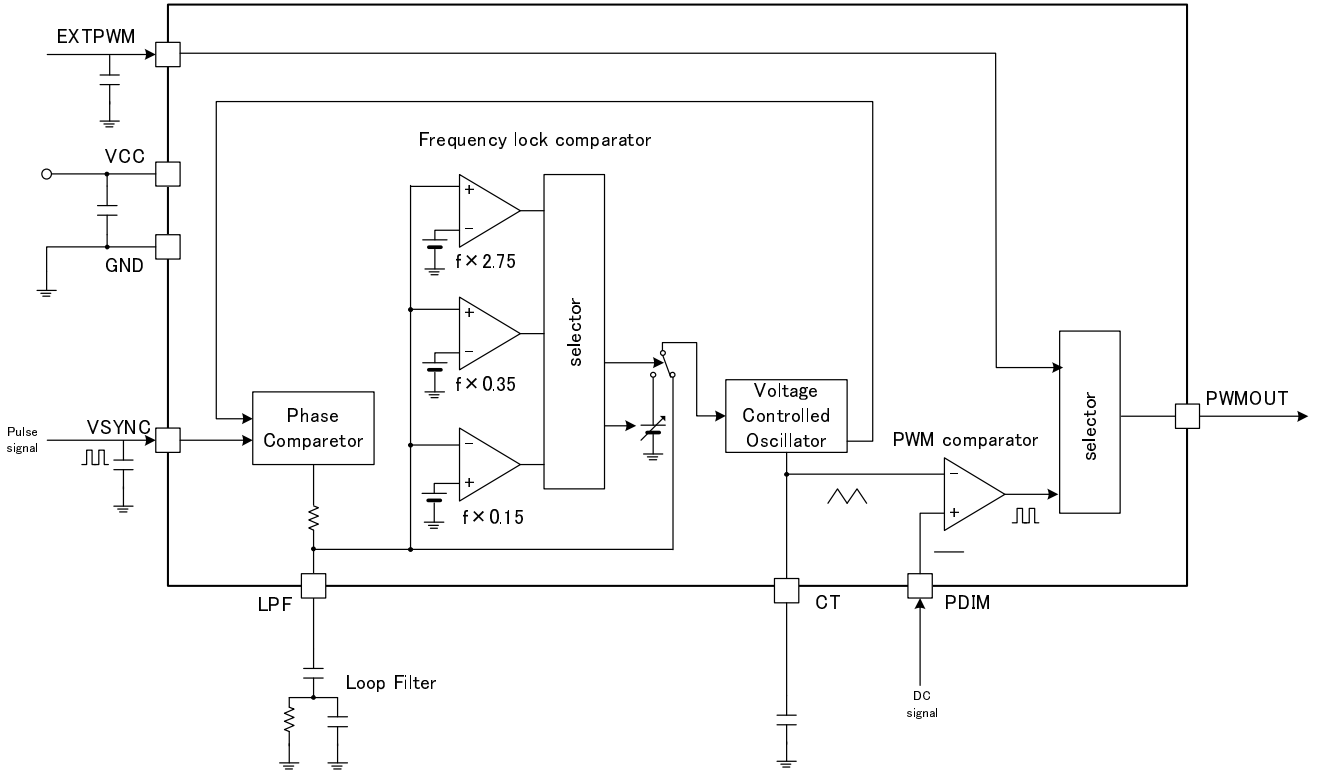 EXTPWM
VCC
GND
Frequency lock comparator
+
−
f×2.75
+
−
f×0.35
−
+
f×0.15
selector
Pulse
signal
VSYNC
Phase
Comparetor
Voltage
Controlled
Oscillator
PWM comparator
−
+
selector
PWMOUT
LPF
CT
PDIM
Loop Filter
DC
signal